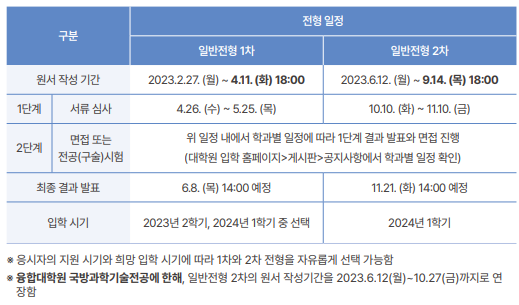 구분
전형 일정
일반전형 1차
일반전형 2차
원서 작성 기간
2023.2.27. (월) ~ 4.11. (화) 18:00
2023.6.12. (월) ~ 9.14. (목) 18:00
1단계
서류 심사
4.26. (수) ~ 5.25. (목)
10.10. (화) ~ 11.10. (금)
2단계
면접 또는
전공(구술)시험
위 일정 내에서 학과별 일정에 따라 1단계 결과 발표와 면접 진행
(대학원 입학 홈페이지>게시판>공지사항에서 학과별 일정 확인)
최종 결과 발표
6.8. (목) 14:00 예정
11.21. (화) 14:00 예정
입학 시기
2023년 2학기, 2024년 1학기 중 선택
2024년 1학기
※ 응시자의 지원 시기와 희망 입학 시기에 따라 1차와 2차 전형을 자유롭게 선택 가능함
※ 융합대학원 국방과학기술전공에 한해, 일반전형 2차의 원서 작성기간을 2023.6.12(월)~10.27(금)까지로 연
장함